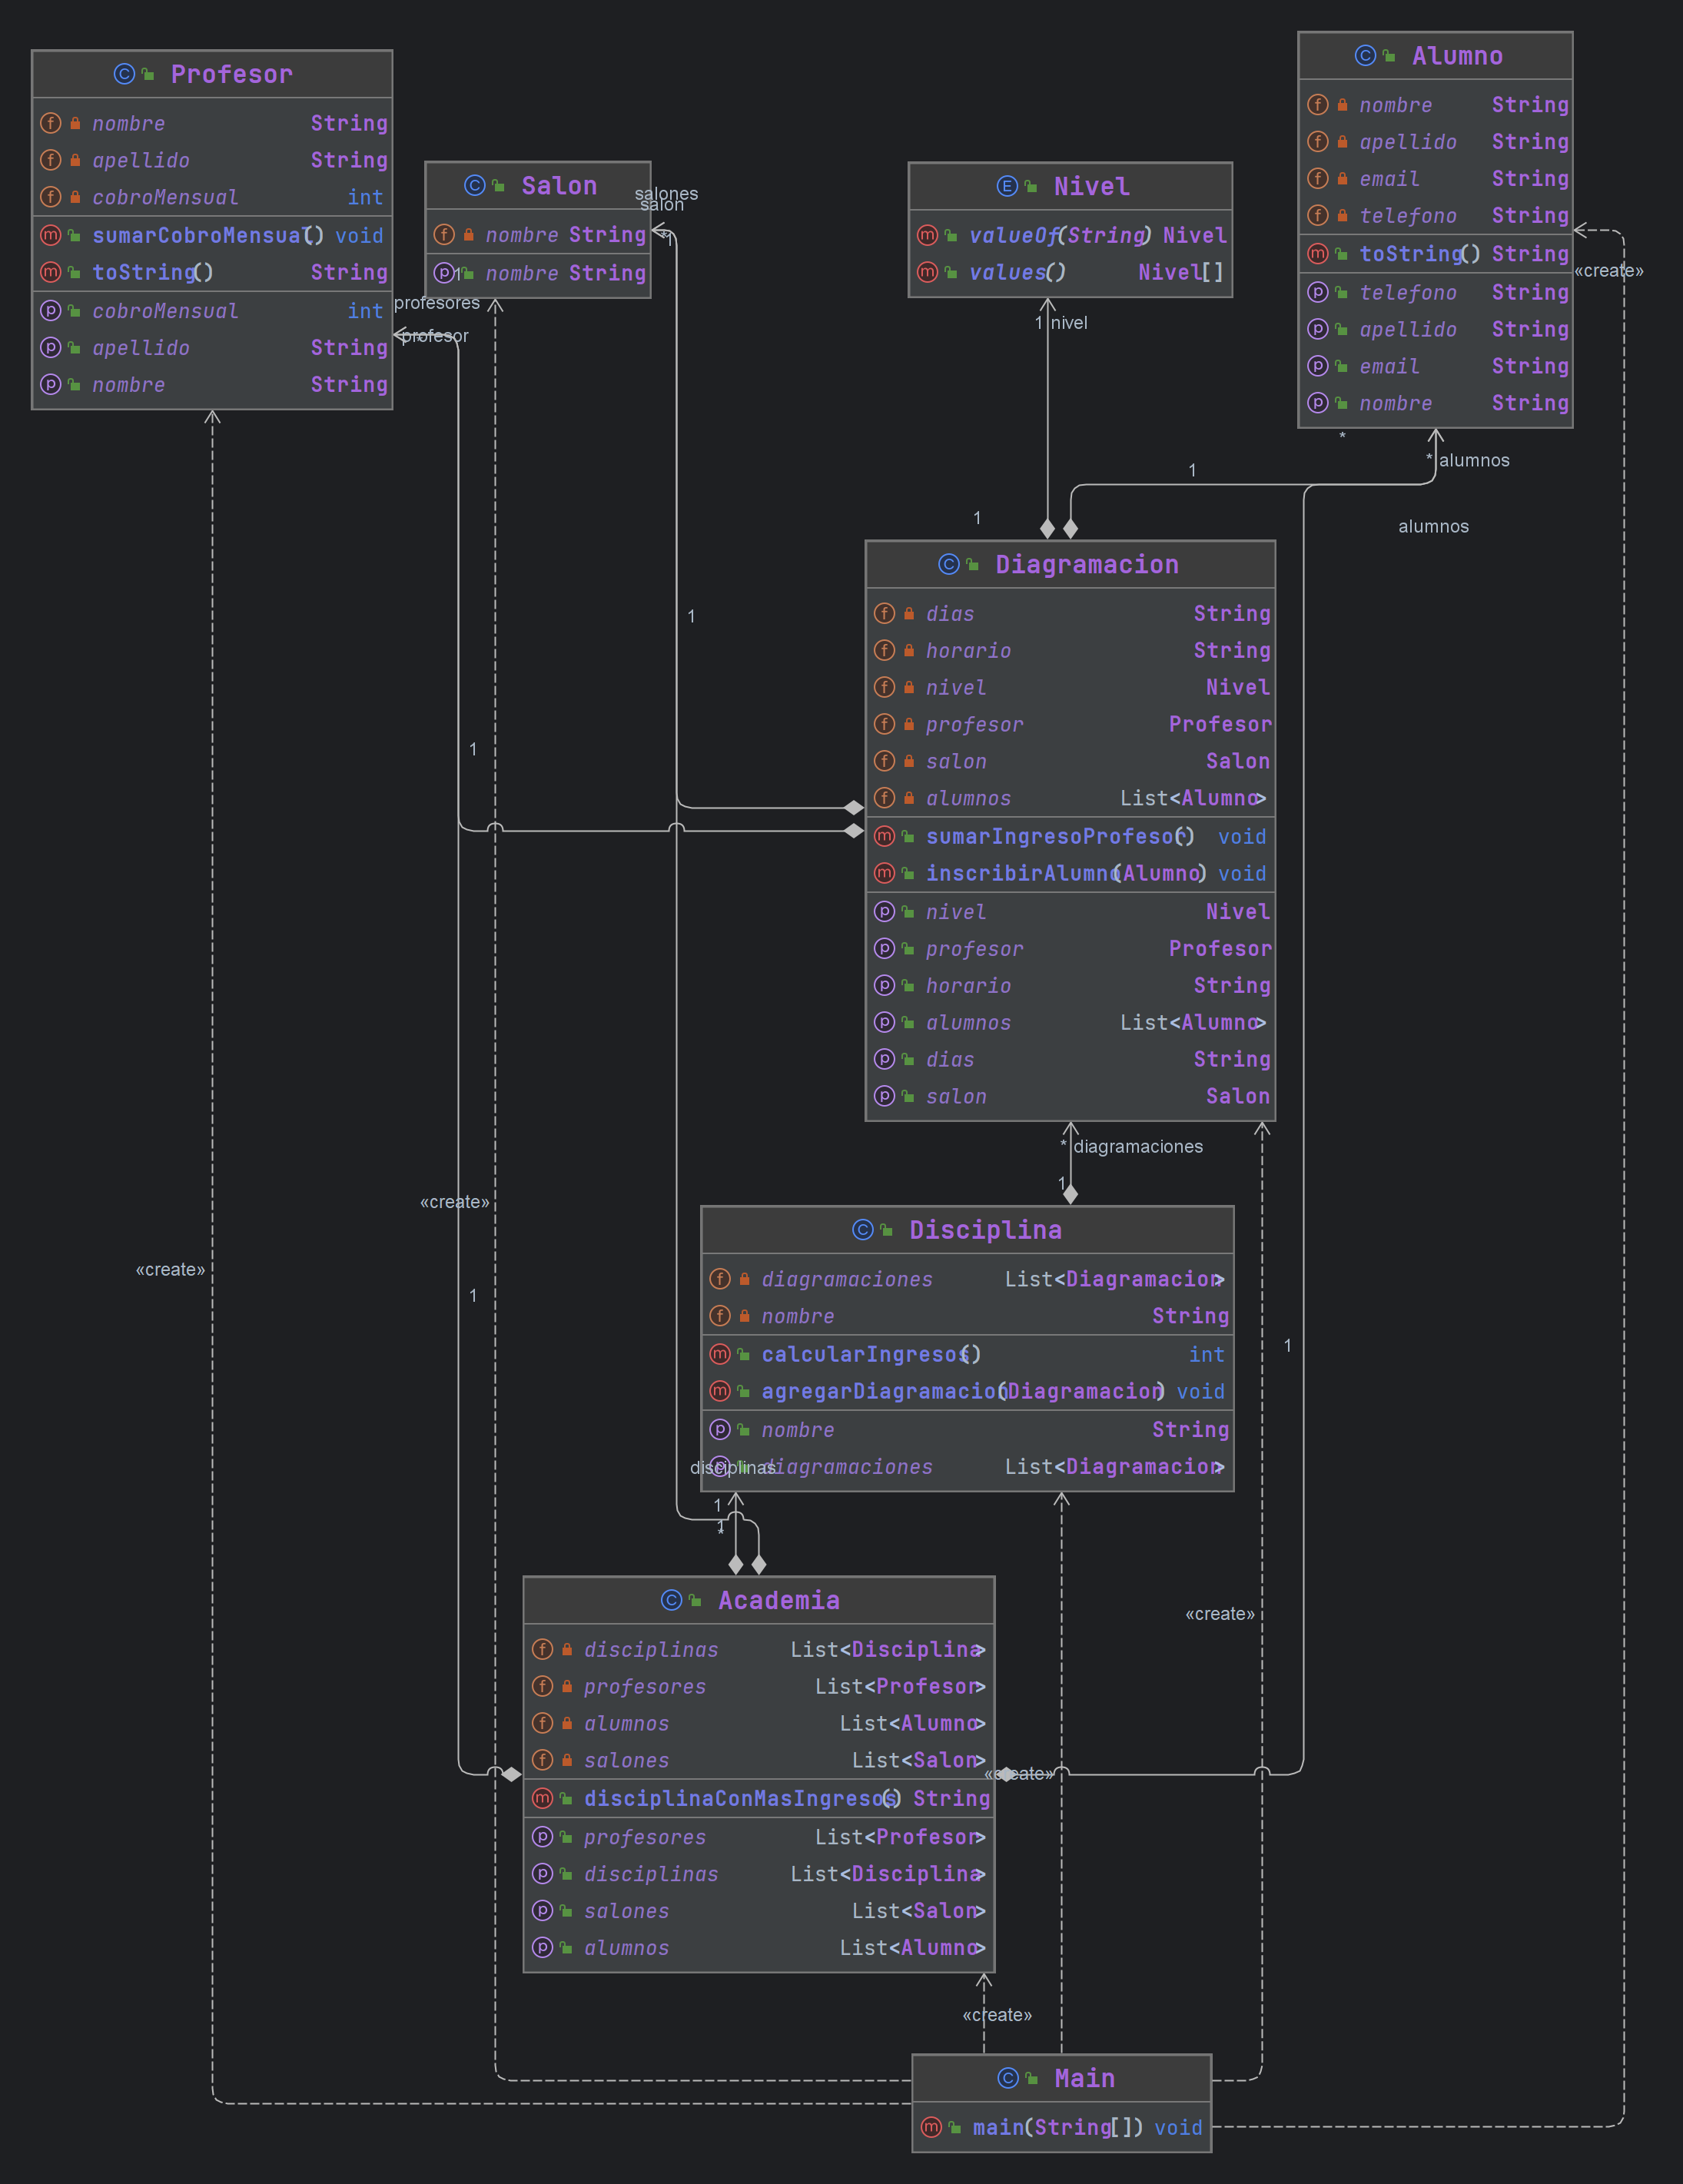 Profesor
nombre String
apellido String
cobroMensual int
sumarCobroMensual() void
toString() String
cobroMensual int
apellido String
nombre String
Salon
nombre String
nombre String
1
salones
salon
*
1
profesores
profesor
*
Nivel
valueOf(String) Nivel
values() Nivel[]
1 nivel
Alumno
nombre String
apellido String
email String
telefono String
toString() String
telefono String
apellido String
email String
nombre String
«create»
*
* alumnos
1
alumnos
1
1
1
Diagramacion
dias String
horario String
nivel Nivel
profesor Profesor
salon Salon
alumnos List<Alumno>
sumarIngresoProfesor() void
inscribirAlumno(Alumno) void
nivel Nivel
profesor Profesor
horario String
alumnos List<Alumno>
dias String
salon Salon
* diagramaciones
1
«create»
«create»
1
1
Disciplina
diagramaciones List<Diagramacion>
nombre String
calcularIngresos() int
agregarDiagramacion(Diagramacion) void
nombre String
diagramaciones List<Diagramacion>
disciplinas
1
1
*
«create»
Academia
disciplinas List<Disciplina>
profesores List<Profesor>
alumnos List<Alumno>
salones List<Salon>
«create»
disciplinaConMasIngresos() String
profesores List<Profesor>
disciplinas List<Disciplina>
salones List<Salon>
alumnos List<Alumno>
«create»
Main
main(String[]) void